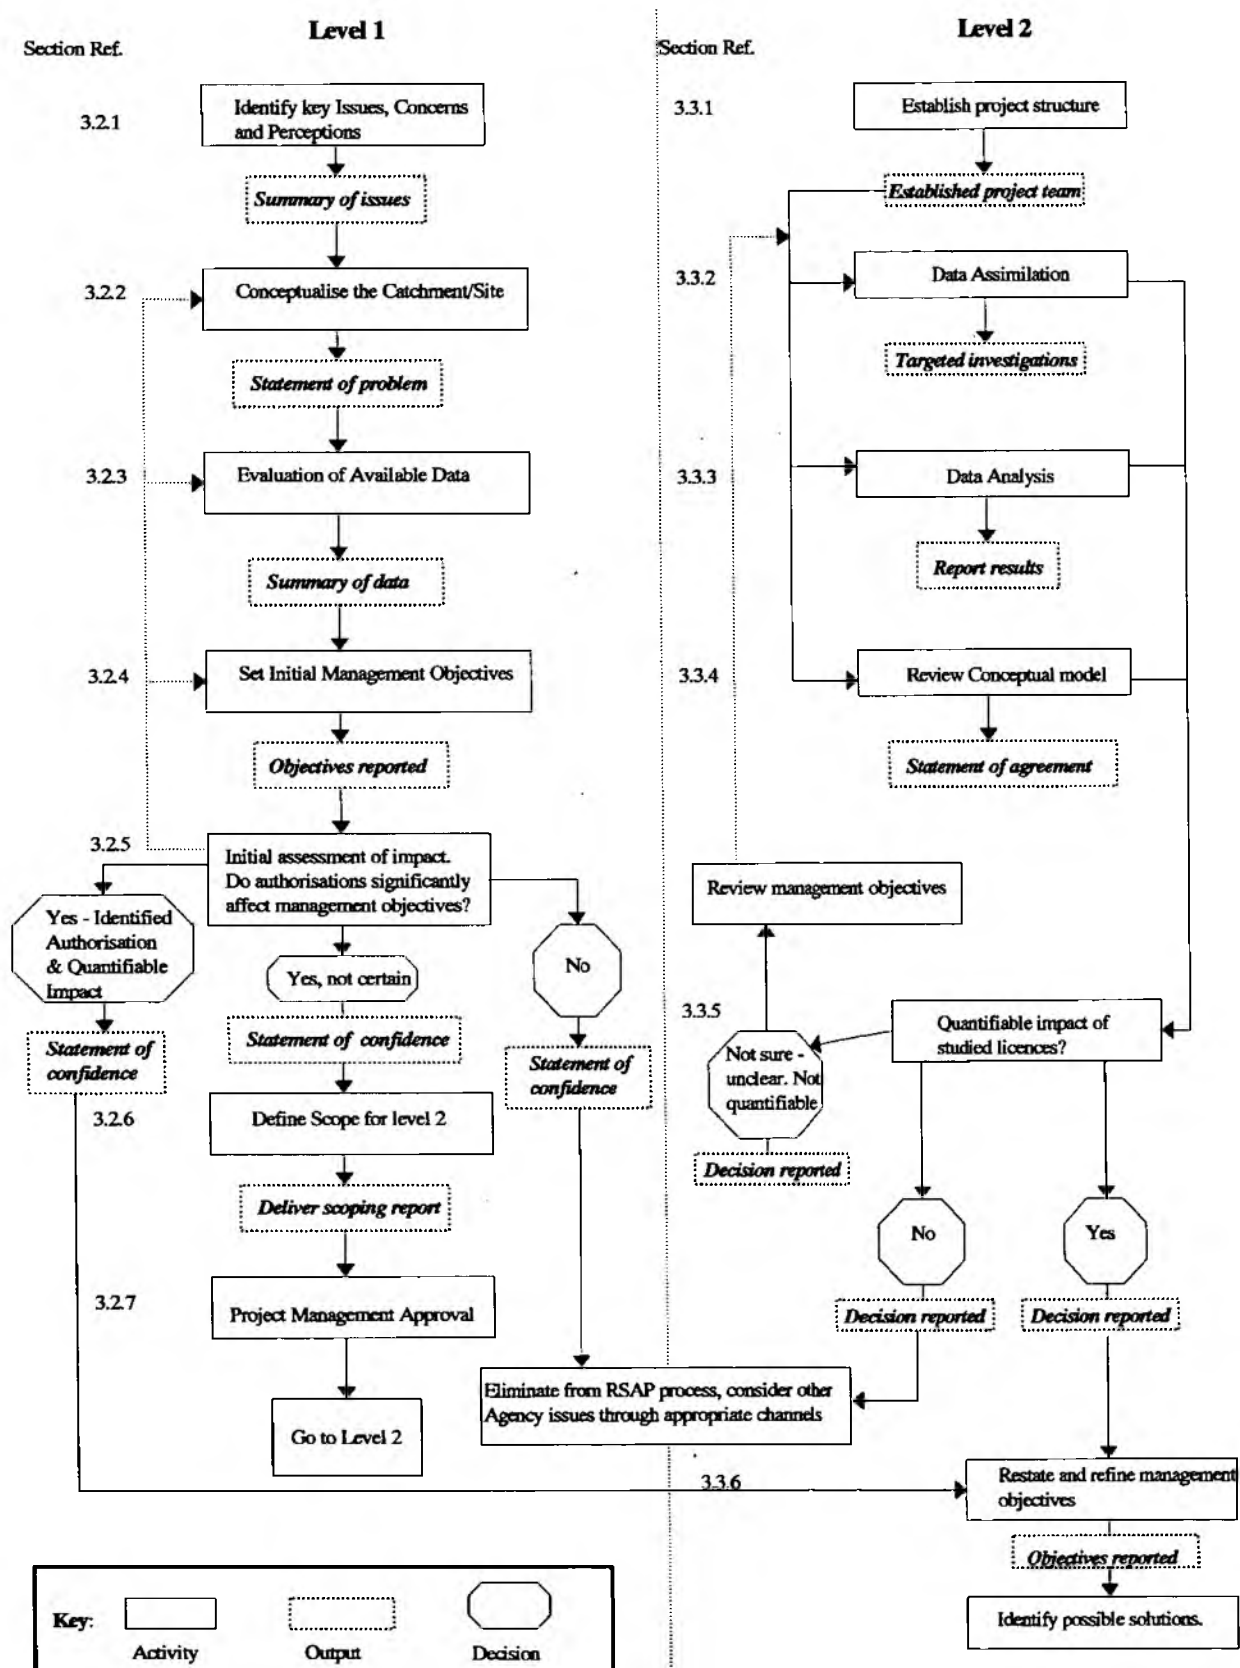 Level 1
Section Ref.
3.2.1
Identify key Issues, Concerns
and Perceptions
Summary of issues
3.2.2
Conceptualise the Catchment/Site
Statement of problem
3.2.3
Evaluation of Available Data
Summary of data
3.2.4
Set Initial Management Objectives
Objectives reported
3.2.5
Initial assessment of impact.
Do authorisations significantly
affect management objectives?
Yes - Identified
Authorisation
& Quantifiable
Impact
Yes, not certain
No
Statement of
confidence
Statement of confidence
Statement of
confidence
3.2.6
Define Scope for level 2
Deliver scoping report
3.2.7
Project Management Approval
Go to Level 2
Eliminate from RSAP process, consider other
Agency issues through appropriate channels
Level 2
Section Ref.
3.3.1
Establish project structure
Established project team
3.3.2
Data Assimilation
Targeted investigations
3.3.3
Data Analysis
Report results
3.3.4
Review Conceptual model
Statement of agreement
Review management objectives
3.3.5
Quantifiable impact of
studied licences?
Not sure -
unclear. Not
quantifiable
Decision reported
No
Yes
Decision reported
Decision reported
3.3.6
Restate and refine management
objectives
Objectives reported
Identify possible solutions.
Key:
Activity
Output
Decision